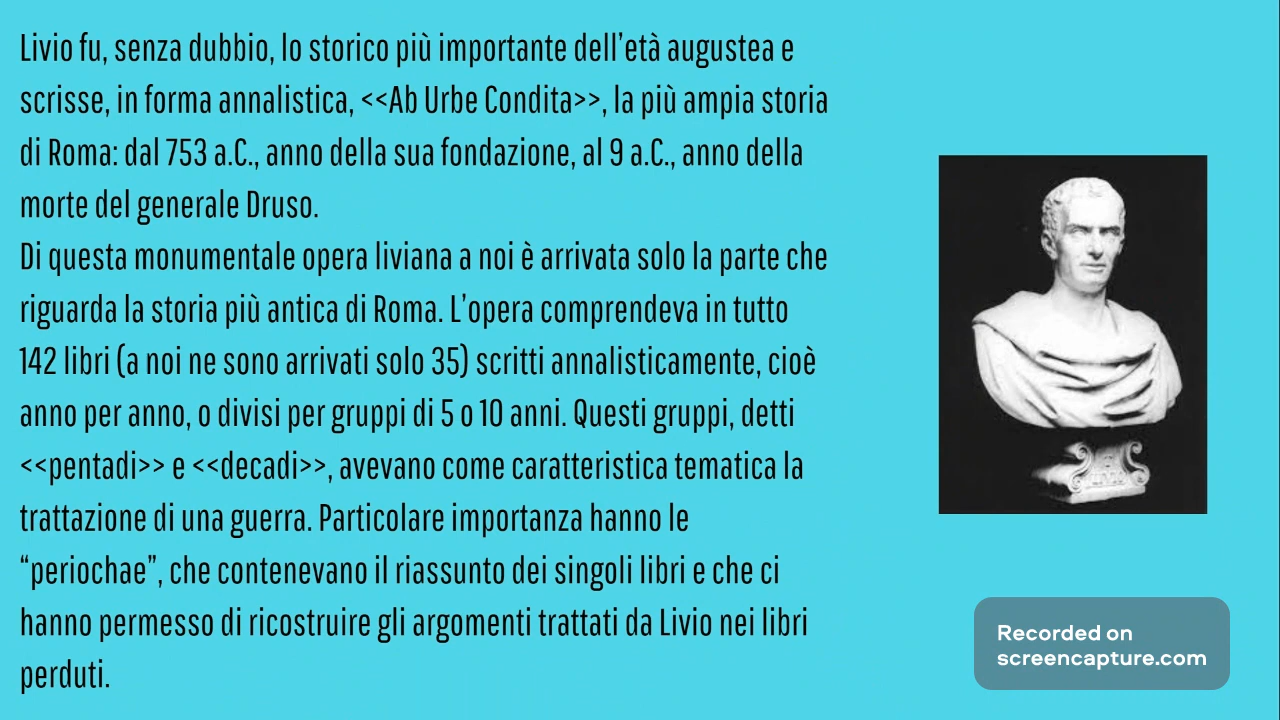 Livio fu, senza dubbio, lo storico più importante dell’età augustea e
scrisse, in forma annalistica, <<Ab Urbe Condita>>, la più ampia storia
di Roma: dal 753 a.C., anno della sua fondazione, al 9 a.C., anno della
morte del generale Druso.
Di questa monumentale opera liviana a noi è arrivata solo la parte che
riguarda la storia più antica di Roma. L’opera comprendeva in tutto
142 libri (a noi ne sono arrivati solo 35) scritti annalisticamente, cioè
anno per anno, o divisi per gruppi di 5 o 10 anni. Questi gruppi, detti
<<pentadi>> e <<decadi>>, avevano come caratteristica tematica la
trattazione di una guerra. Particolare importanza hanno le
“periochae”, che contenevano il riassunto dei singoli libri e che ci
hanno permesso di ricostruire gli argomenti trattati da Livio nei libri
perduti.
Recorded on
screencapture.com